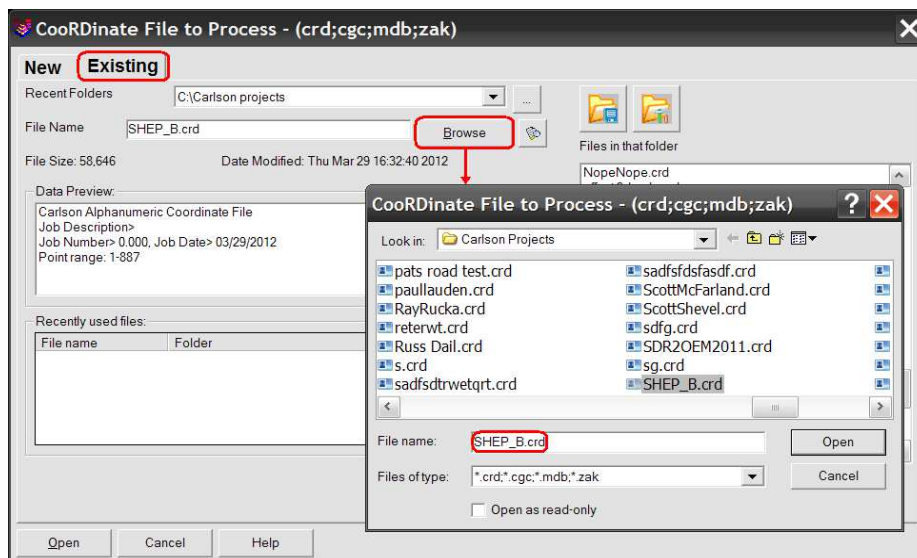 CooRDinate File to Process - (crd;cgc;mdb;zak)
New Existing
Recent Folders C:\Carlson projects ...
File Name SHEP_B.crd Browse
File Size: 58,646 Date Modified: Thu Mar 29 16:32:40 2012
Files in that folder
NopeNope.crd
Data Preview:
Carlson Alphanumeric Coordinate File
Job Description>
Job Number> 0.000, Job Date> 03/29/2012
Point range: 1-887
Recently used files:
File name Folder
Open Cancel Help
CooRDinate File to Process - (crd;cgc;mdb;zak) ?
Look in: Carlson Projects
pats road test.crd sadfsfdsfasdf.crd
paullauden.crd ScottMcFarland.crd
RayRucka.crd ScottShevel.crd
reterwt.crd sdfg.crd
Russ Dail.crd SDR2OEM2011.crd
s.crd sg.crd
sadfsdtrwetqrt.crd SHEP_B.crd
File name: SHEP_B.crd Open
Files of type: *.crd;*.cgc;*.mdb;*.zak Cancel
Open as read-only